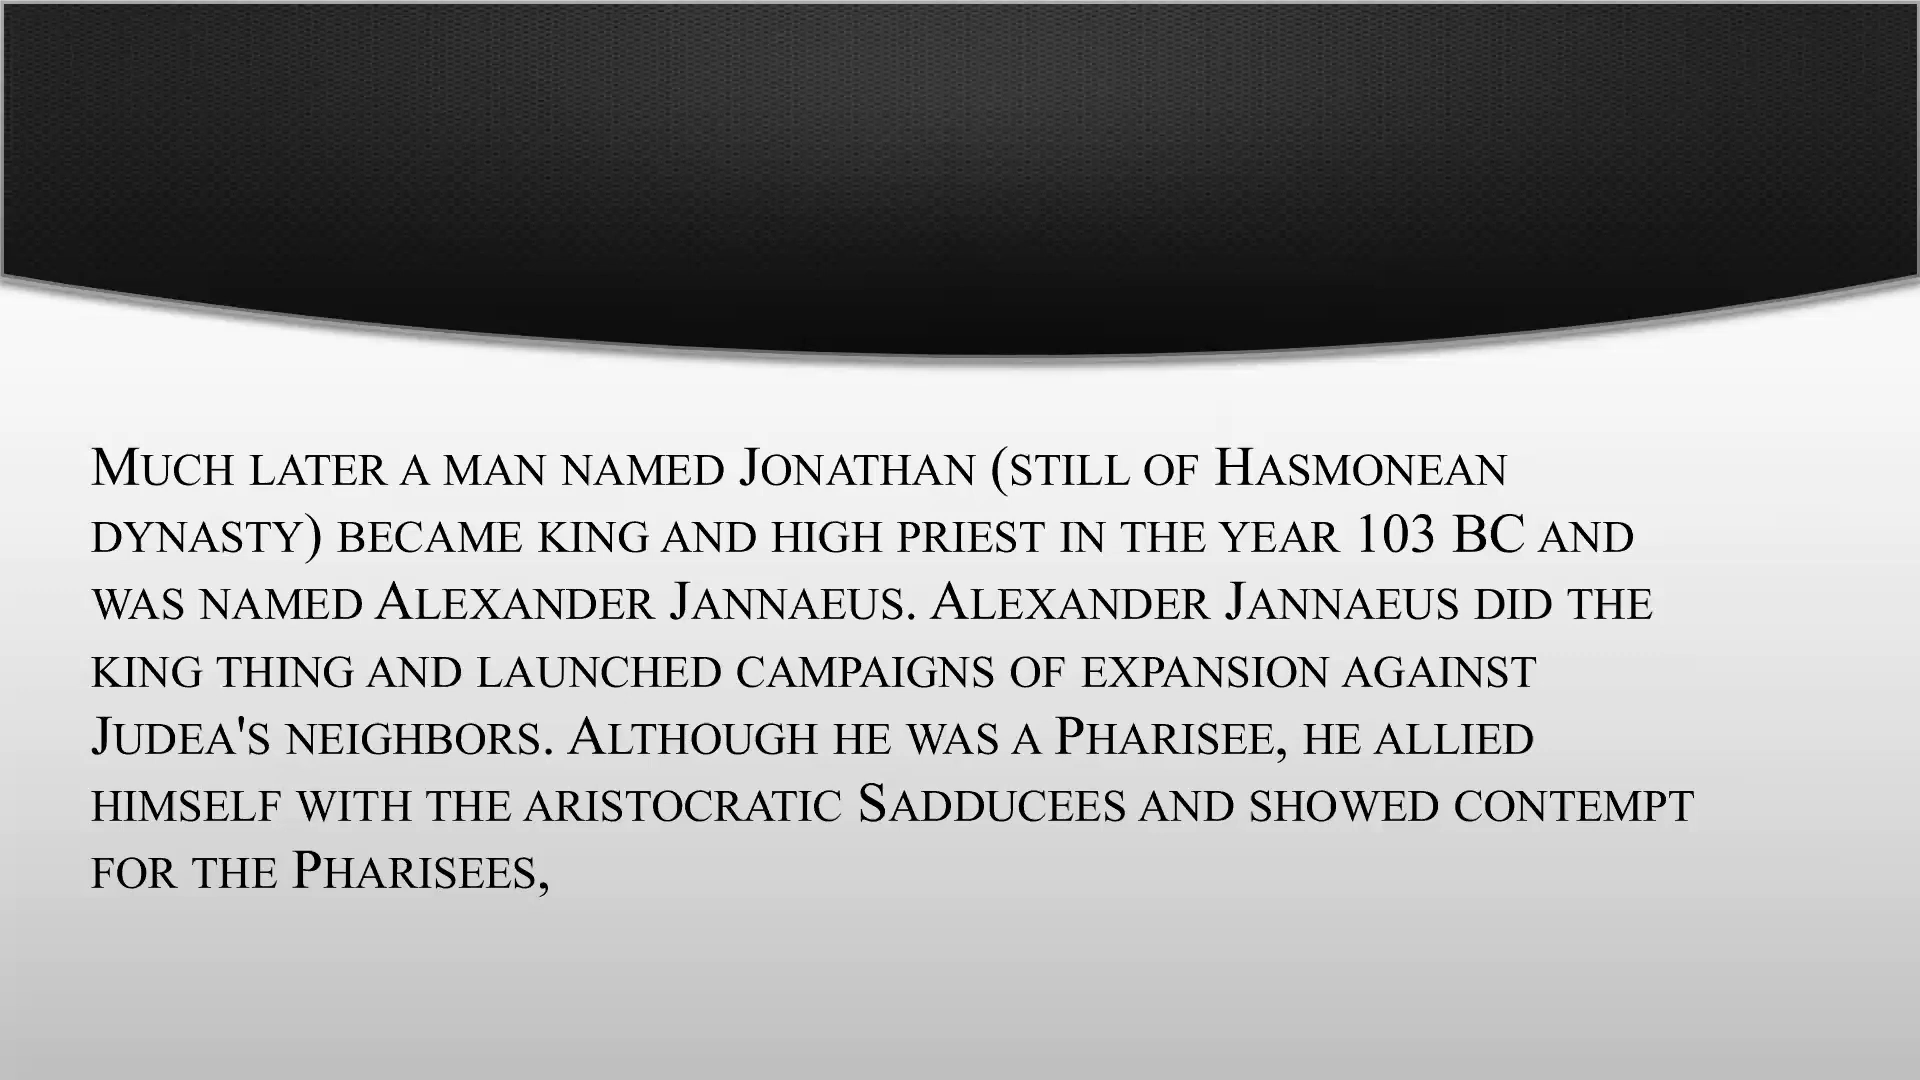 Much later a man named Jonathan (still of Hasmonean
dynasty) became king and high priest in the year 103 BC and
was named Alexander Jannaeus. Alexander Jannaeus did the
king thing and launched campaigns of expansion against
Judea's neighbors. Although he was a Pharisee, he allied
himself with the aristocratic Sadducees and showed contempt
for the Pharisees,